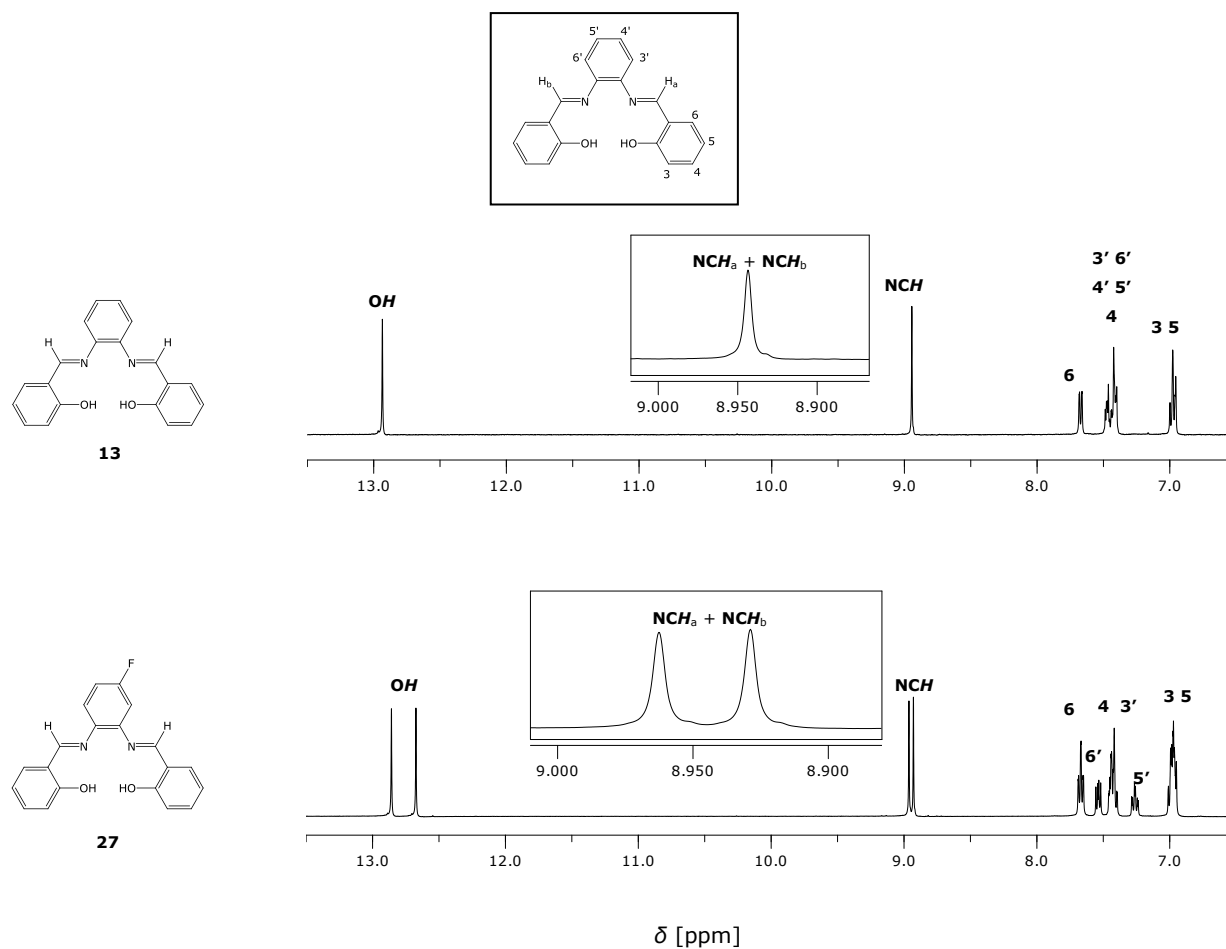 5' 4'
6' 3'
Hb Ha
N N
6
OH HO 5
3 4
H H
N N
OH HO
13
OH
NCHa + NCHb
9.000 8.950 8.900
NCH
3’ 6’
4’ 5’
4
3 5
6
13.0 12.0 11.0 10.0 9.0 8.0 7.0
F
H H
N N
OH HO
27
OH
NCHa + NCHb
9.000 8.950 8.900
NCH
6 4 3’ 3 5
6’
5’
13.0 12.0 11.0 10.0 9.0 8.0 7.0
δ [ppm]